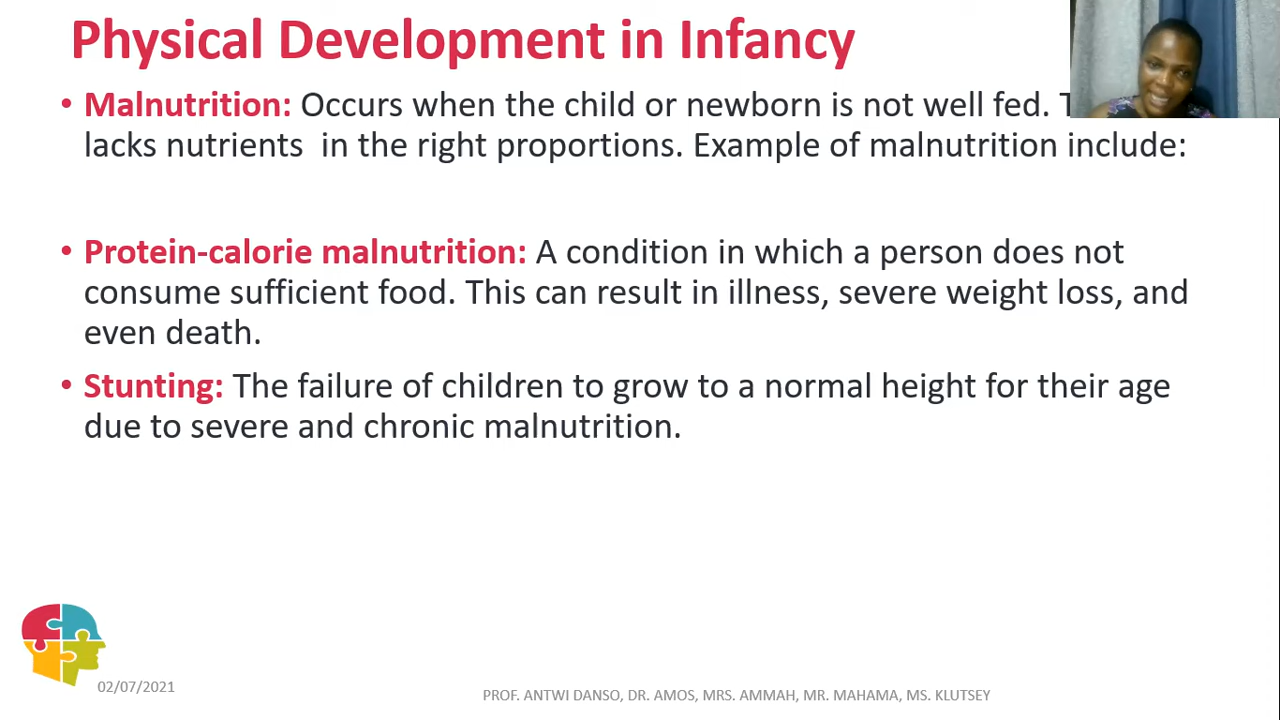 Physical Development in Infancy
• Malnutrition: Occurs when the child or newborn is not well fed.
lacks nutrients in the right proportions. Example of malnutrition include:
• Protein-calorie malnutrition: A condition in which a person does not
consume sufficient food. This can result in illness, severe weight loss, and
even death.
• Stunting: The failure of children to grow to a normal height for their age
due to severe and chronic malnutrition.
02/07/2021
PROF. ANTWI DANSO, DR. AMOS, MRS. AMMAH, MR. MAHAMA, MS. KLUTSEY